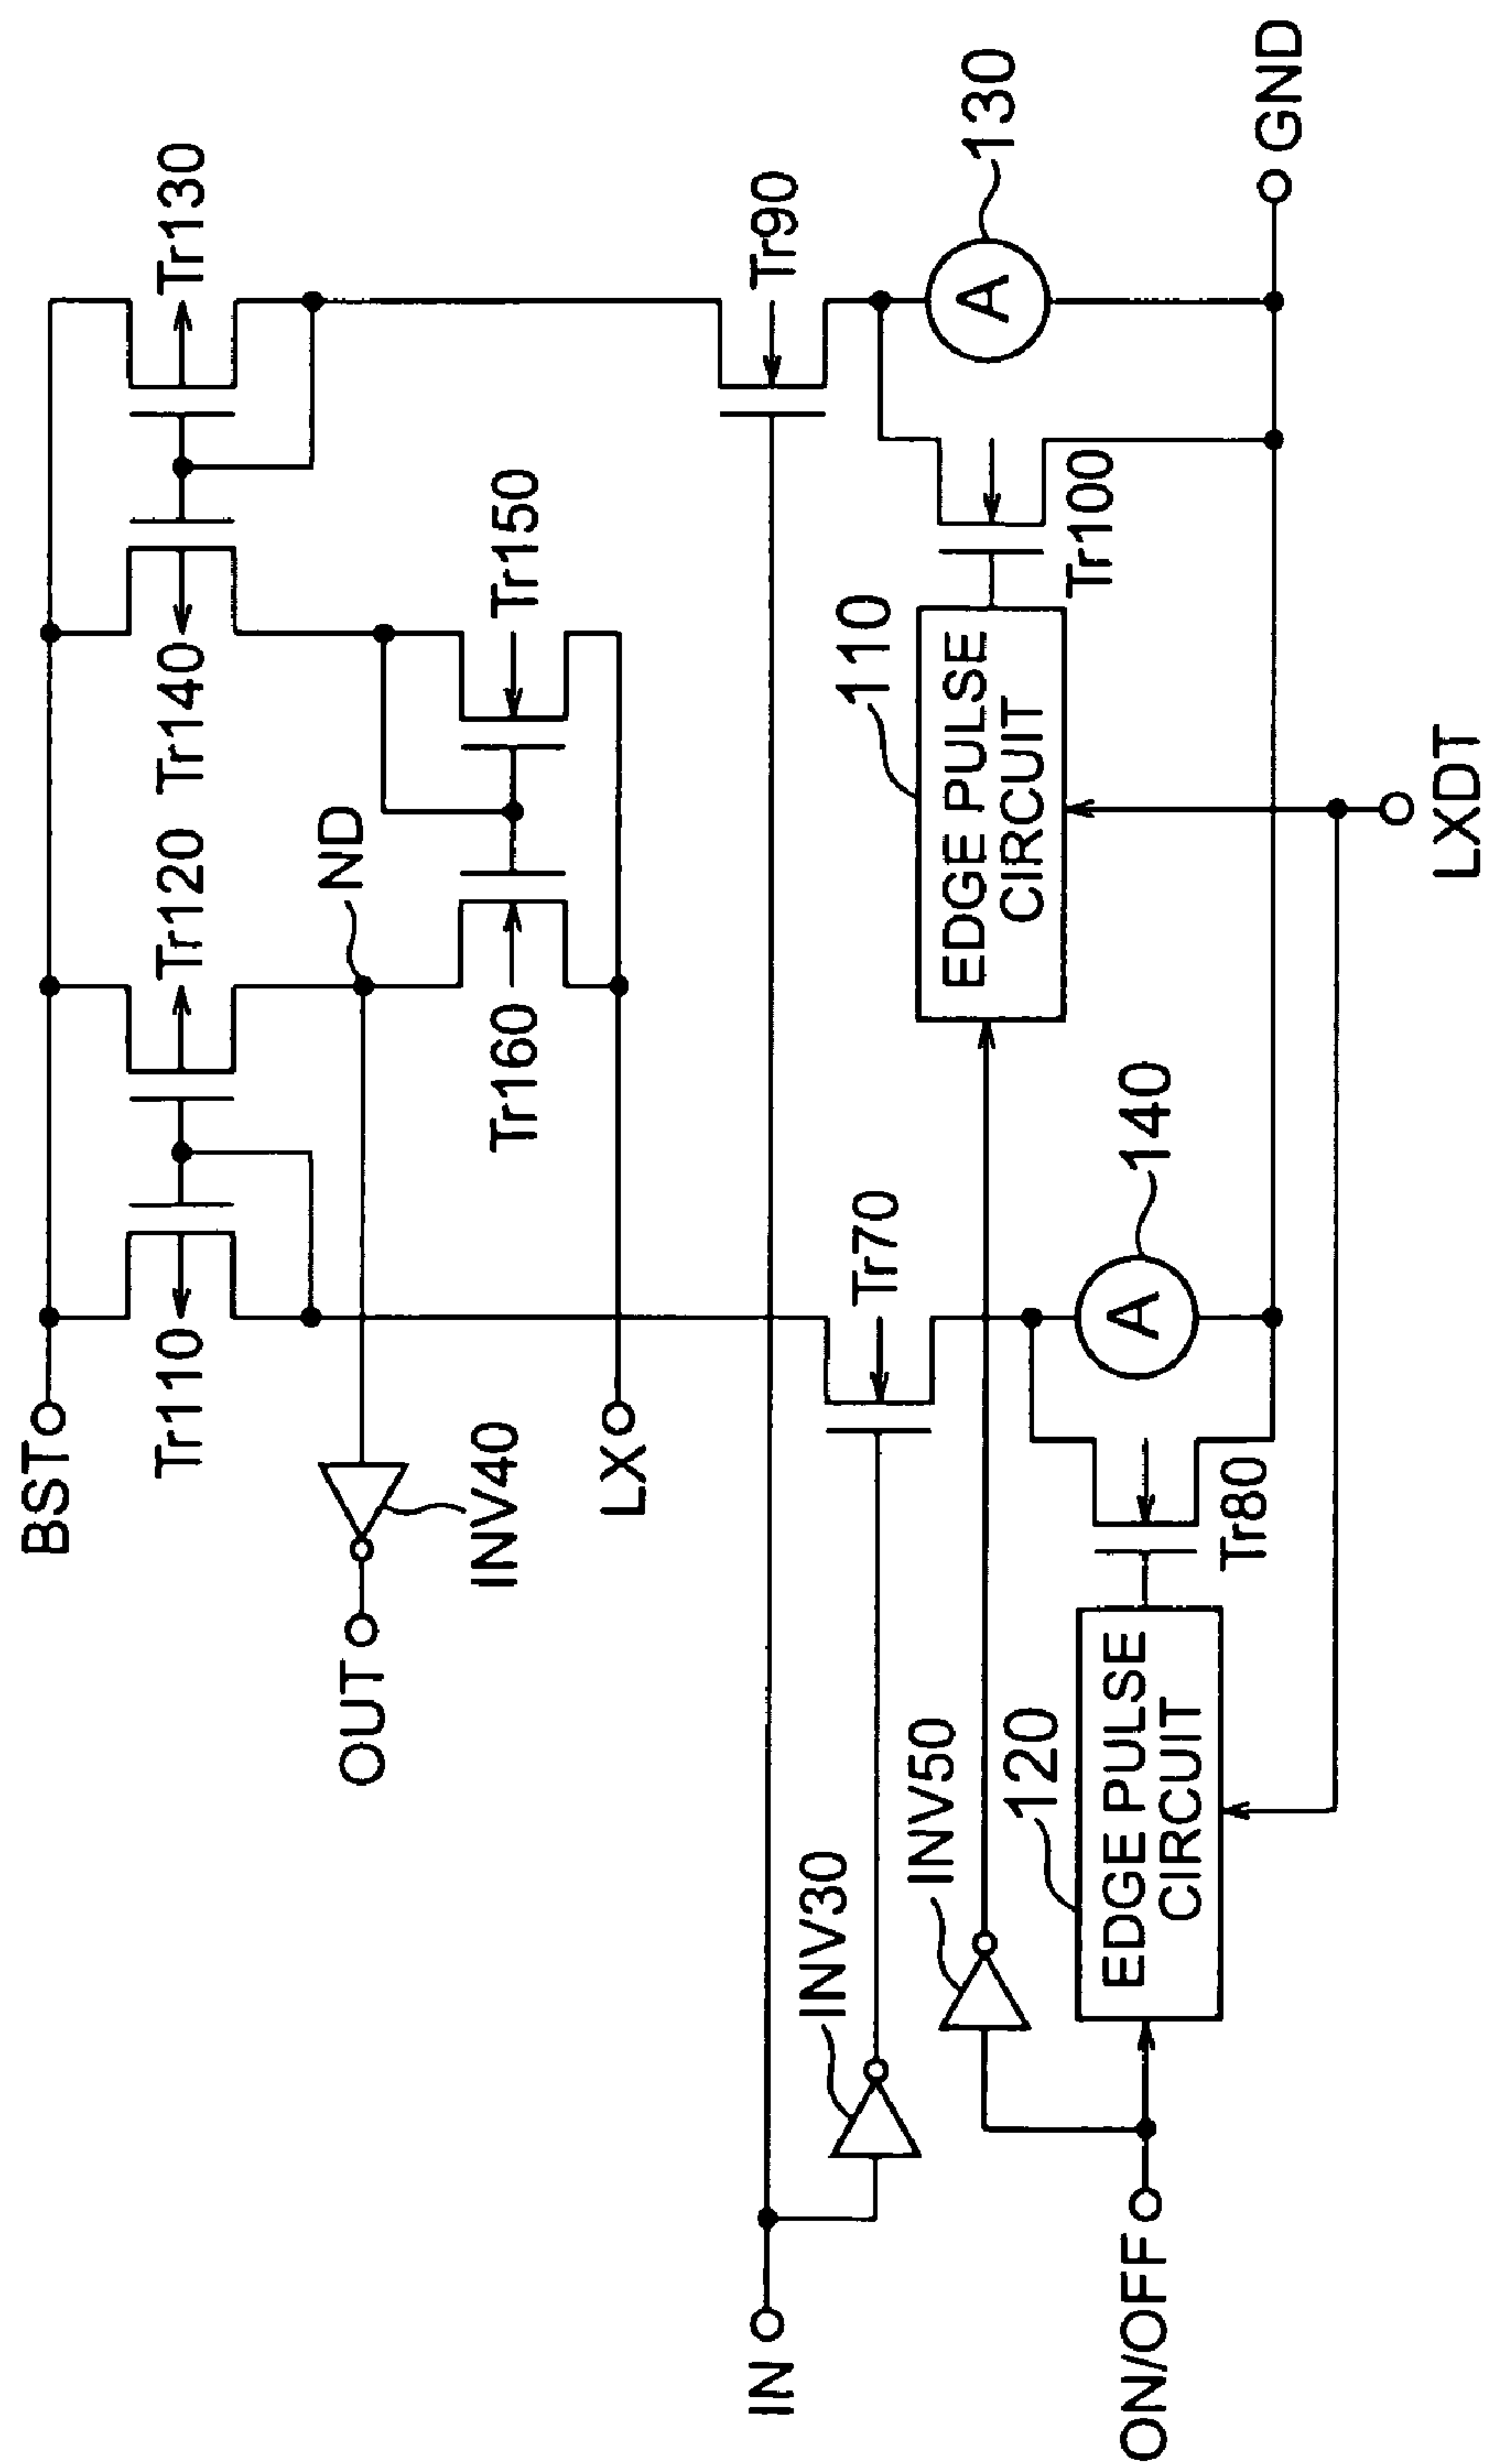 BST
Tr110
Tr120
Tr140
Tr130
ND
OUT
INV40
LX
Tr160
Tr150
IN
INV30
Tr70
Tr90
INV50
110
EDGE PULSE
CIRCUIT
Tr100
A
130
120
EDGE PULSE
CIRCUIT
Tr80
A
140
ON/OFF
GND
LXDT